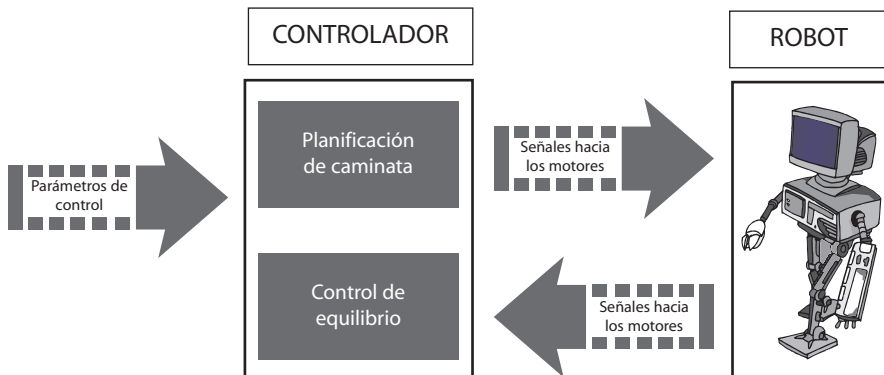 CONTROLADOR
ROBOT
Planificación
de caminata
Señales hacia
los motores
Parámetros de
control
Control de
equilibrio
Señales hacia
los motores